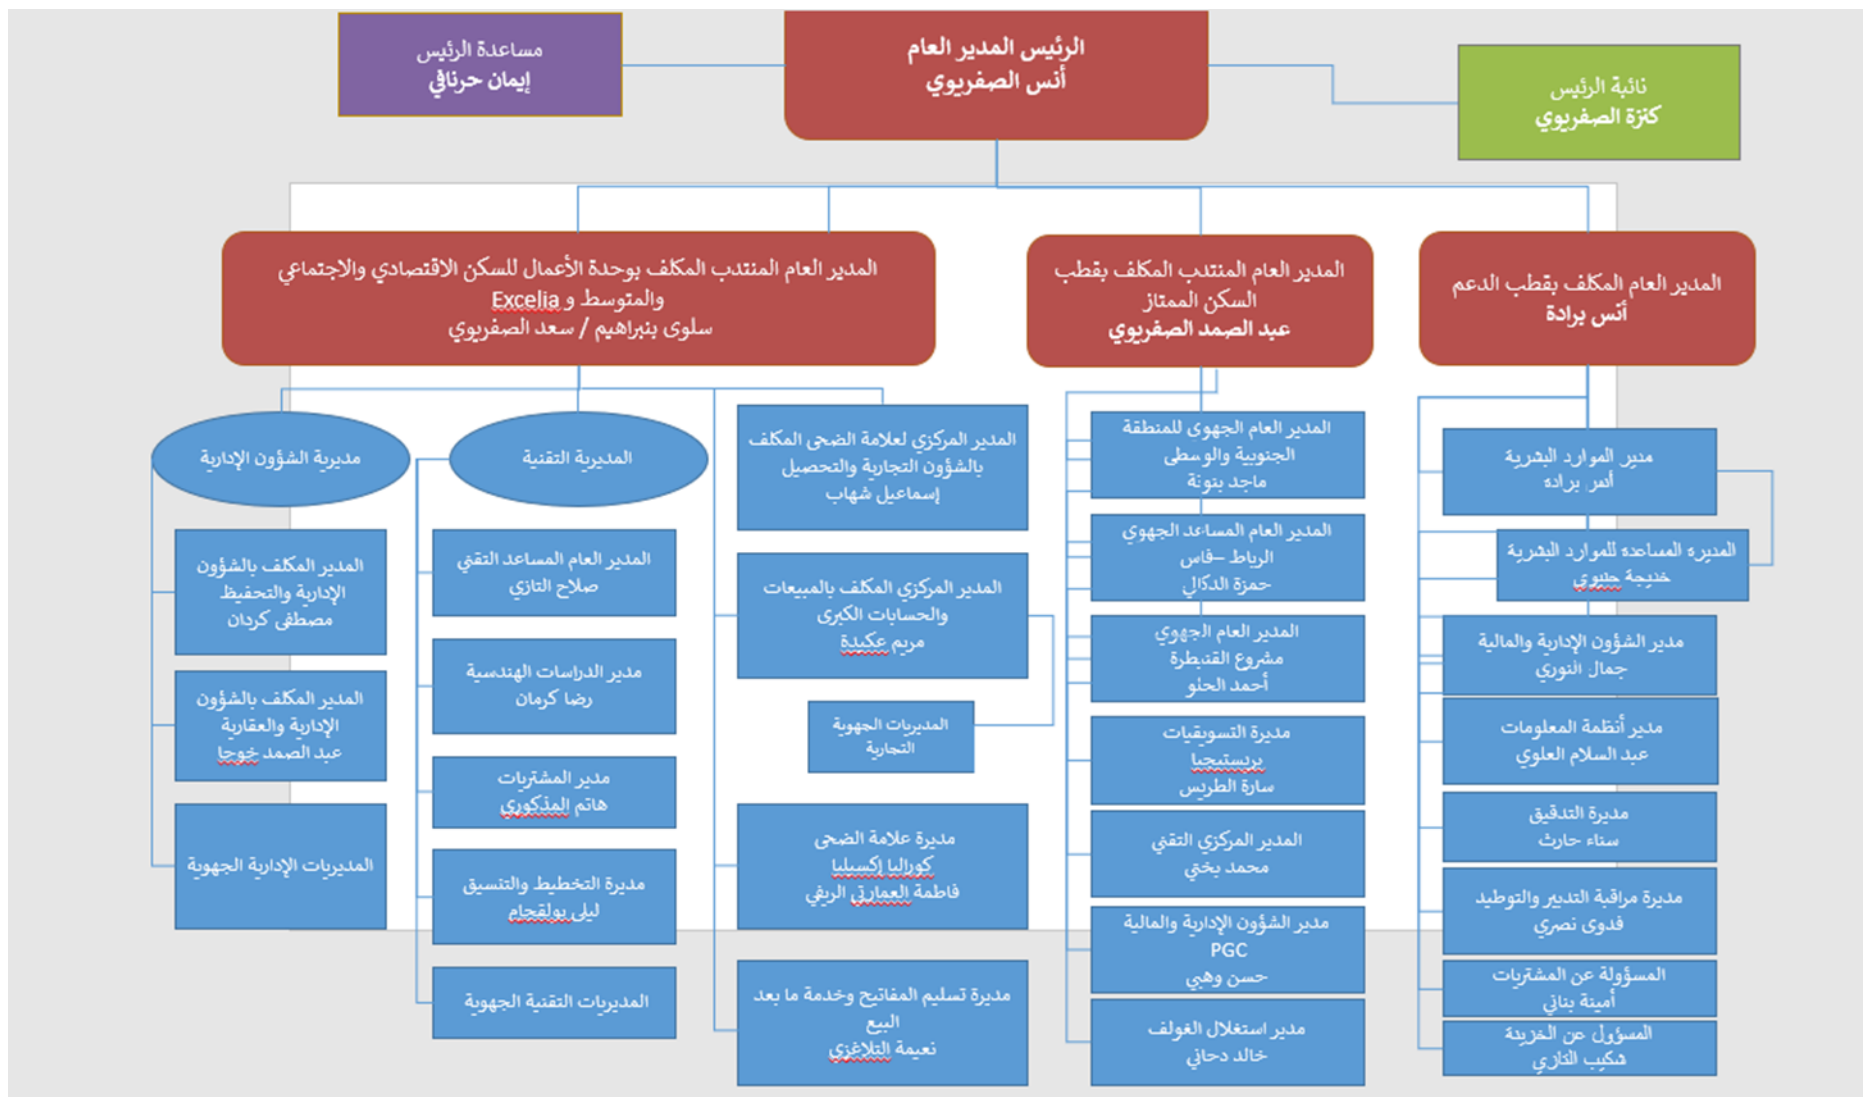 الرئيس المدير العام
أنس الصفريوي
نائبة الرئيس
كنزة الصفريوي
مساعدة الرئيس
إيمان حرناقي
المدير العام المكلف بقطب الدعم
أنس برادة
المدير العام المنتدب المكلف بقطب
السكن الممتاز
عبد الصمد الصفريوي
المدير العام المنتدب المكلف بوحدة الأعمال للسكن الاقتصادي والاجتماعي
والمتوسط و Excelia
سلوى بنبراهيم / سعد الصفريوي
مدير الموارد البشرية
أنس برادة
المديرة المساعدة للموارد البشرية
خديجة
مدير الشؤون الإدارية والمالية
جمال النوري
مدير أنظمة المعلومات
عبد السلام العلوي
مديرة التدقيق
سناء حارث
مديرة مراقبة التدبير والتوطيد
فدوى نصري
المسؤولة عن المشتريات
أمينة بناني
المسؤول عن الخزينة
شكيب التازي
المدير العام الجهوي للمنطقة
الجنوبية والوسطى
ماجد بنونة
المدير العام المساعد الجهوي
الرباط –فاس
حمزة الدكالي
المدير العام الجهوي
مشروع القنيطرة
أحمد الحلو
مديرة التسويقيات
بريستيجيا
سارة الطريس
المدير المركزي التقني
محمد بختي
مدير الشؤون الإدارية والمالية
PGC
حسن وهبي
مدير استغلال الغولف
خالد دحاني
المدير المركزي لعلامة الضحى المكلف
بالشؤون التجارية والتحصيل
إسماعيل شهاب
المدير المركزي المكلف بالمبيعات
والحسابات الكبرى
مريم عكيدة
المديريات الجهوية
التجارية
مديرة علامة الضحى
كوراليا إكسيليا
فاطمة العمارتي الريفي
مديرة تسليم المفاتيح وخدمة ما بعد
البيع
نعيمة التلاغزي
المديرية التقنية
المدير العام المساعد التقني
صلاح التازي
مدير الدراسات الهندسية
رضا كرمان
مدير المشتريات
هاتم المذكوري
مديرة التخطيط والتنسيق
ليلى بولقجام
المديريات التقنية الجهوية
مديرية الشؤون الإدارية
المدير المكلف بالشؤون
الإدارية والتحفيظ
مصطفى كردان
المدير المكلف بالشؤون
الإدارية والعقارية
عبد الصمد خوجا
المديريات الإدارية الجهوية